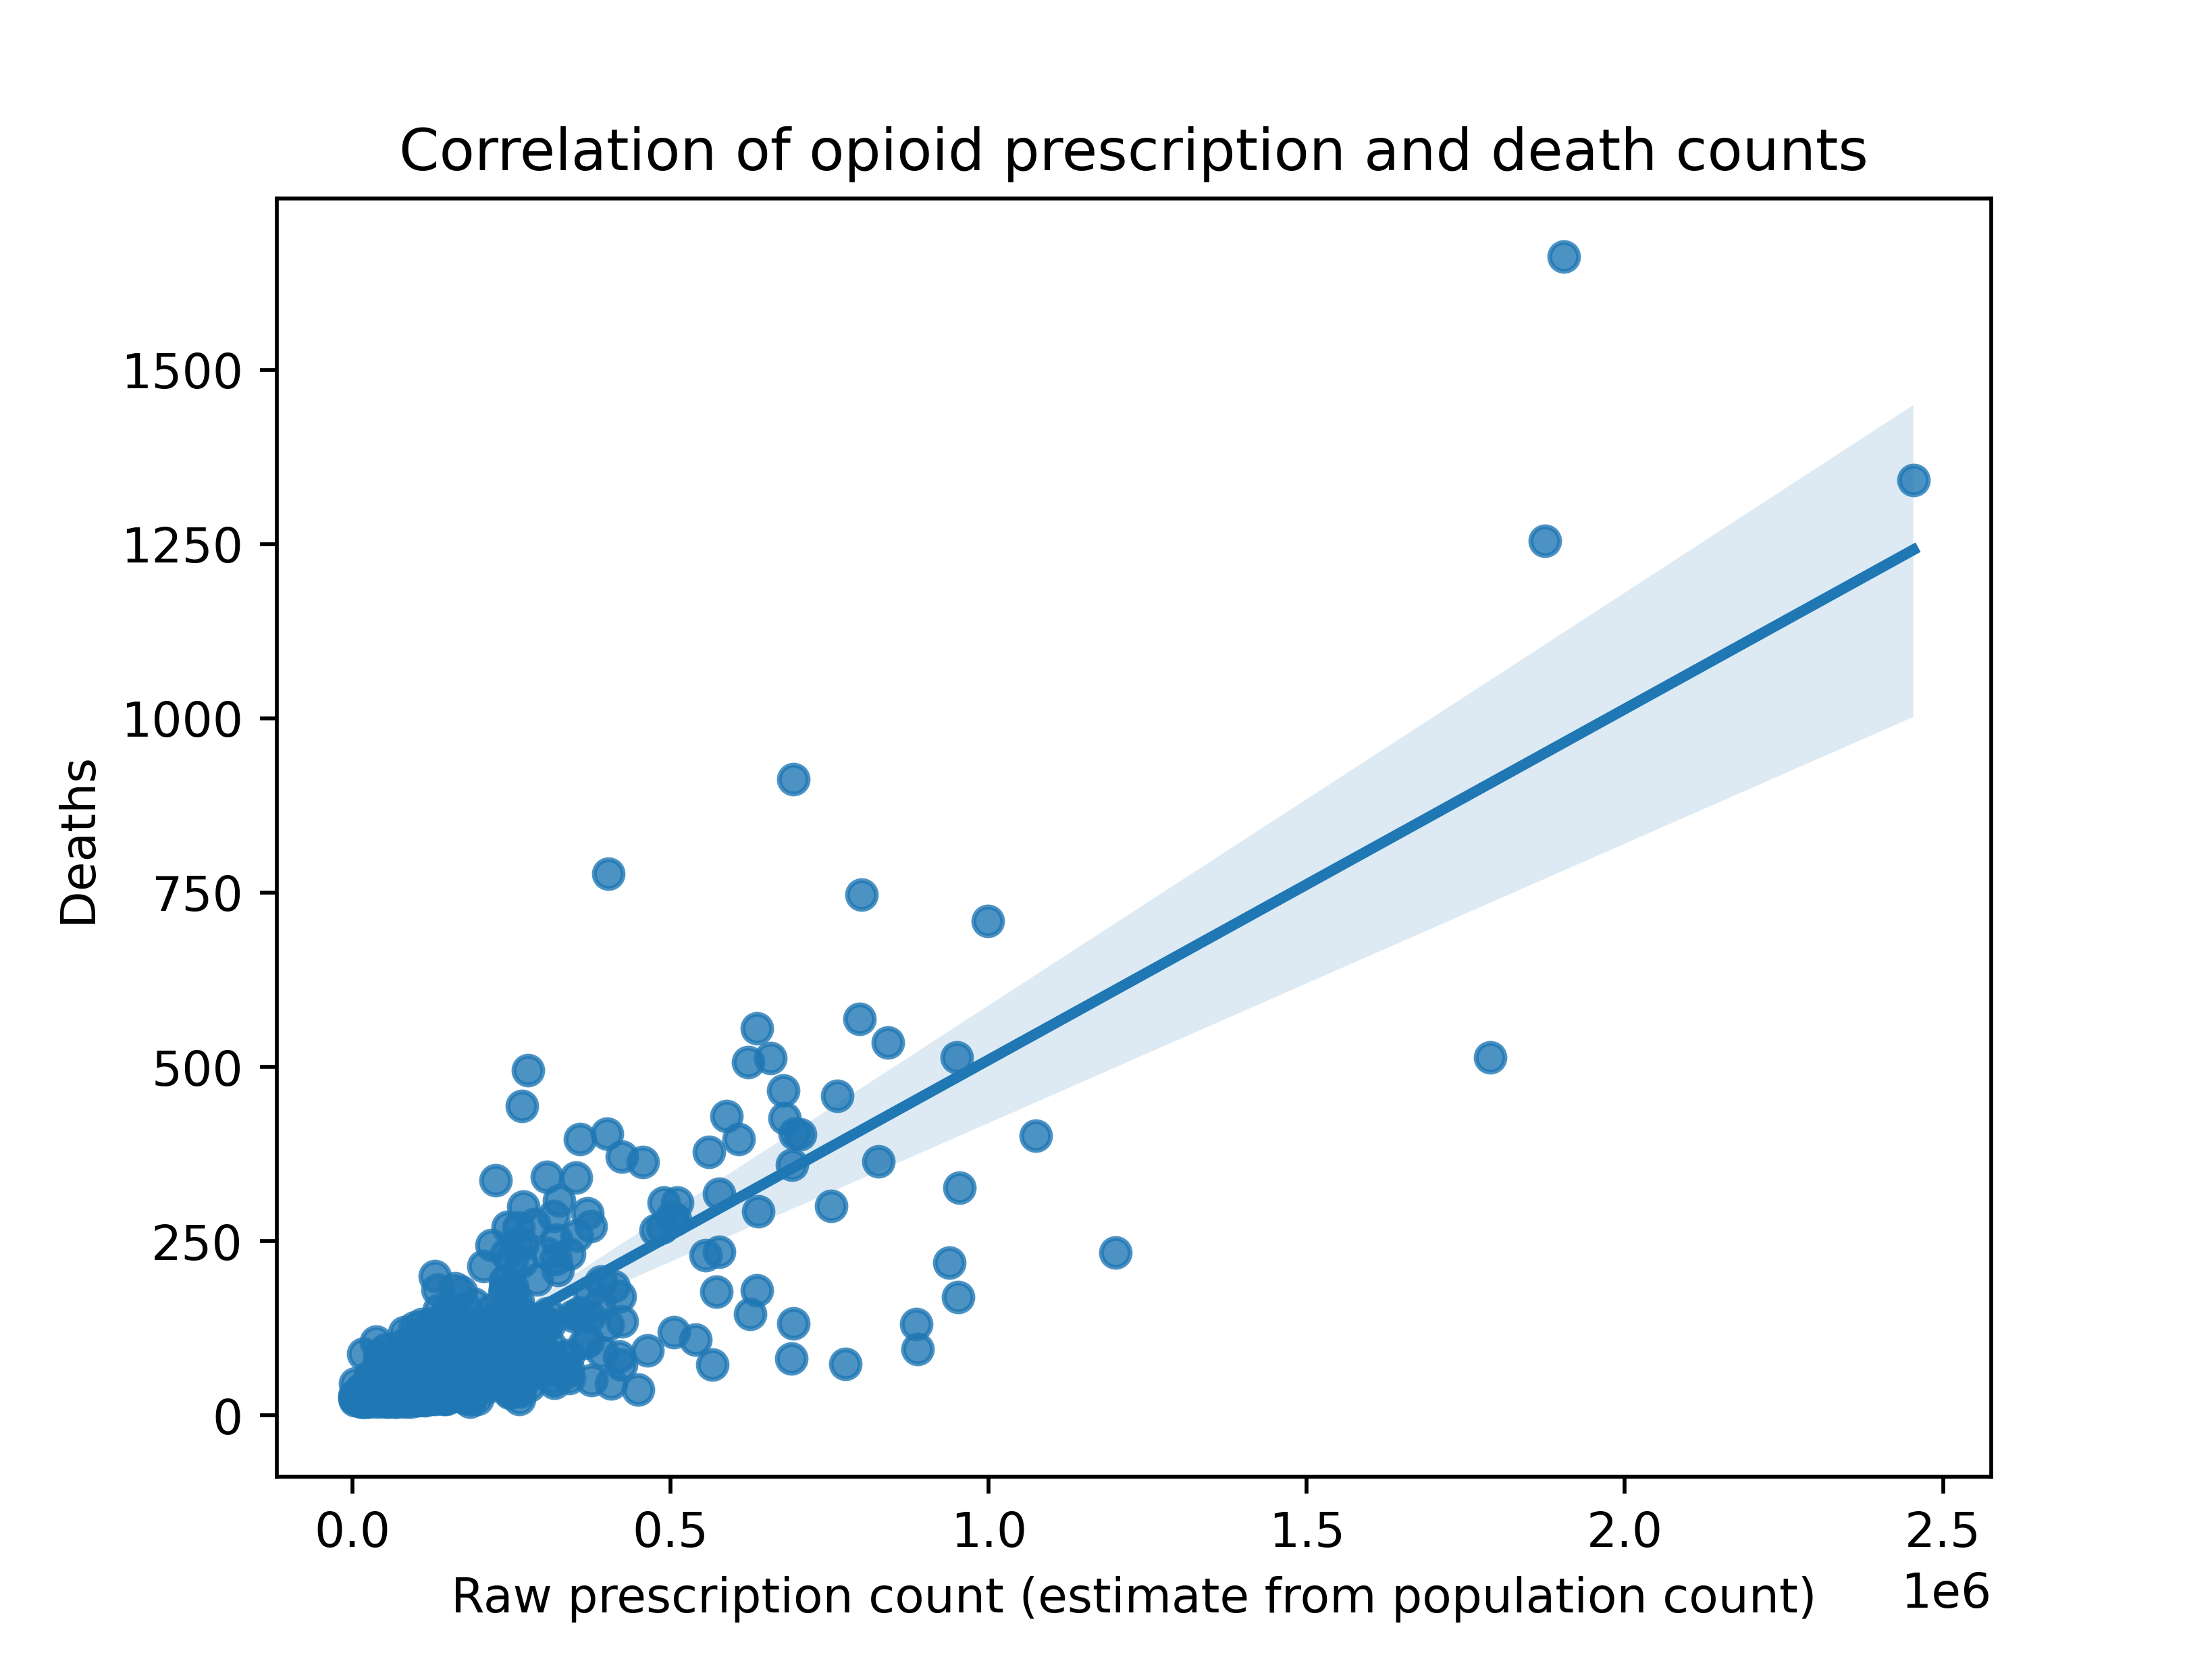 Correlation of opioid prescription and death counts
1500
1250
1000
750
500
250
0
Deaths
0.0 0.5 1.0 1.5 2.0 2.5
1e6
Raw prescription count (estimate from population count)